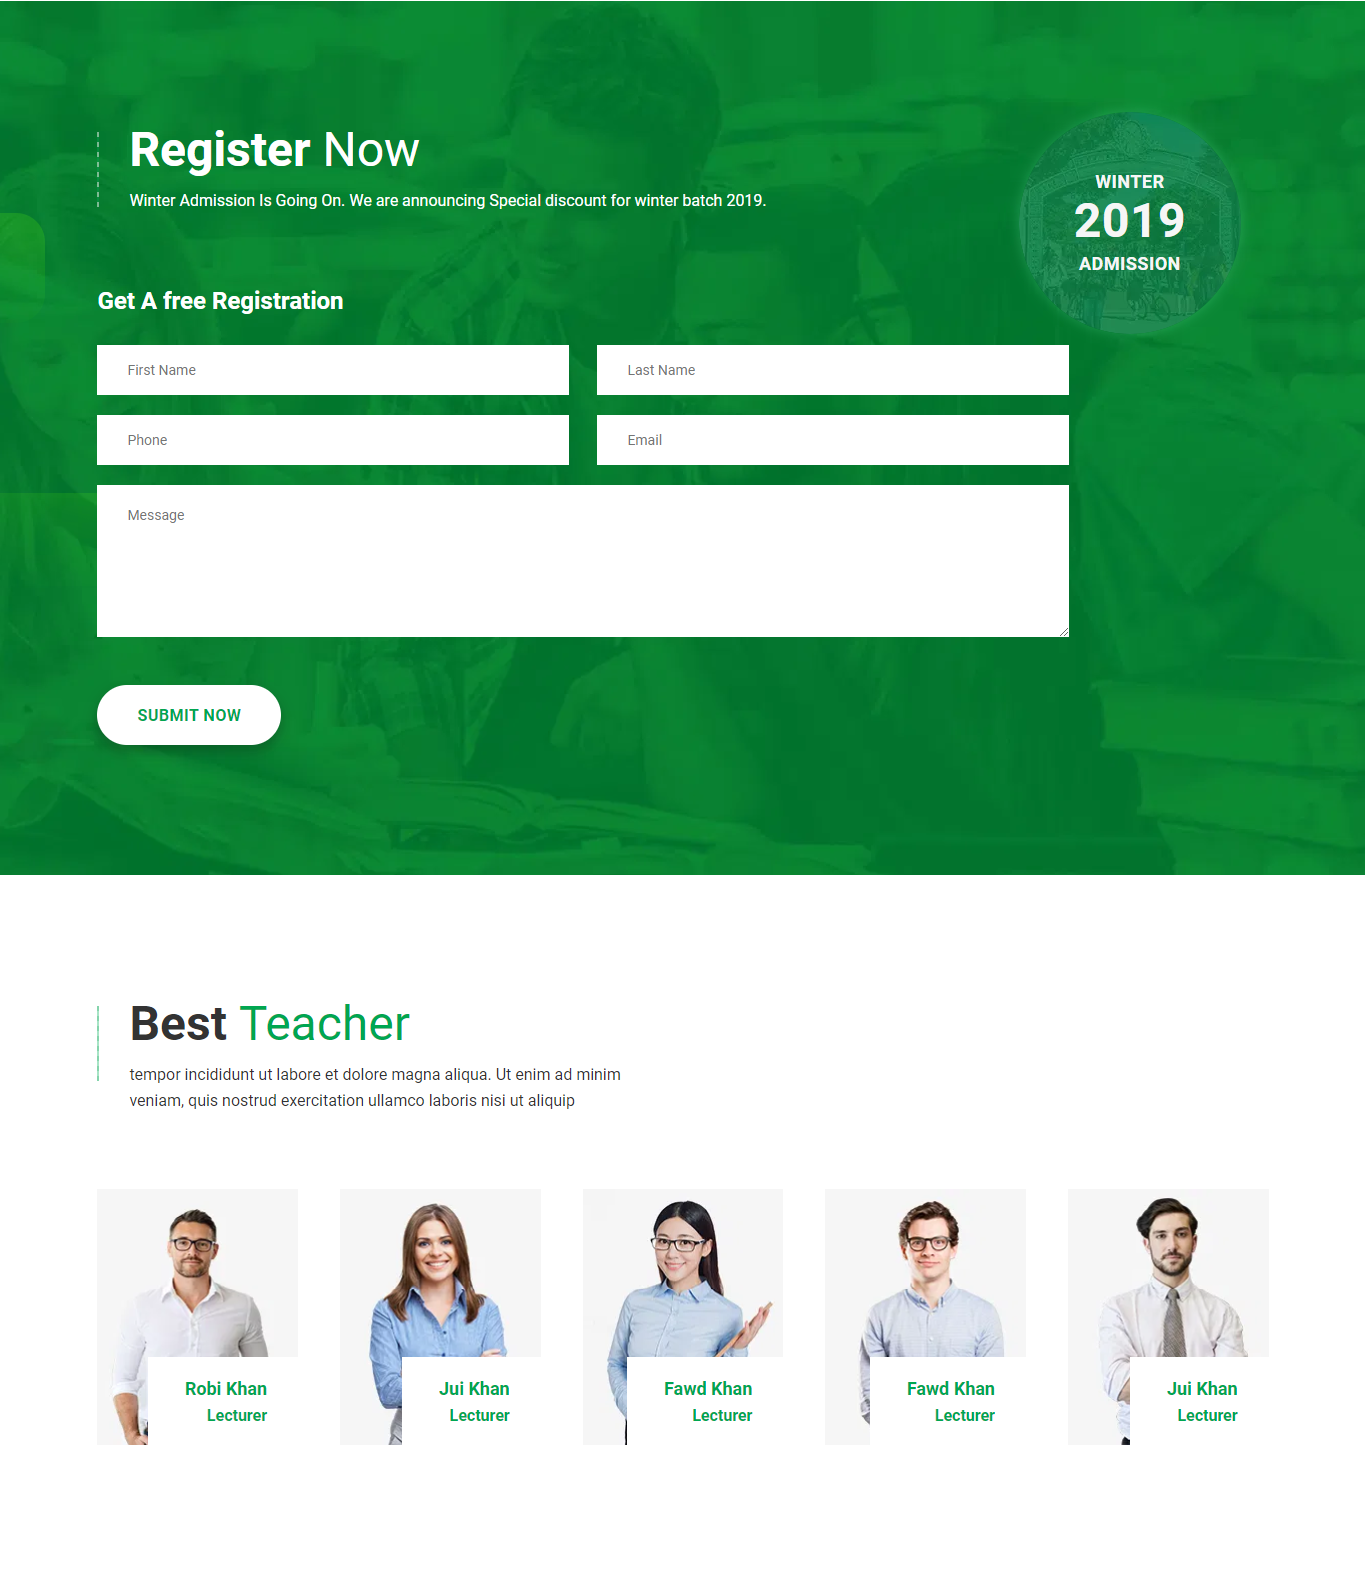 Register Now
Winter Admission Is Going On. We are announcing Special discount for winter batch 2019.
WINTER
2019
ADMISSION
Get A free Registration
First Name
Last Name
Phone
Email
Message
SUBMIT NOW
Best Teacher
tempor incididunt ut labore et dolore magna aliqua. Ut enim ad minim
veniam, quis nostrud exercitation ullamco laboris nisi ut aliquip
Robi Khan
Lecturer
Jui Khan
Lecturer
Fawd Khan
Lecturer
Fawd Khan
Lecturer
Jui Khan
Lecturer